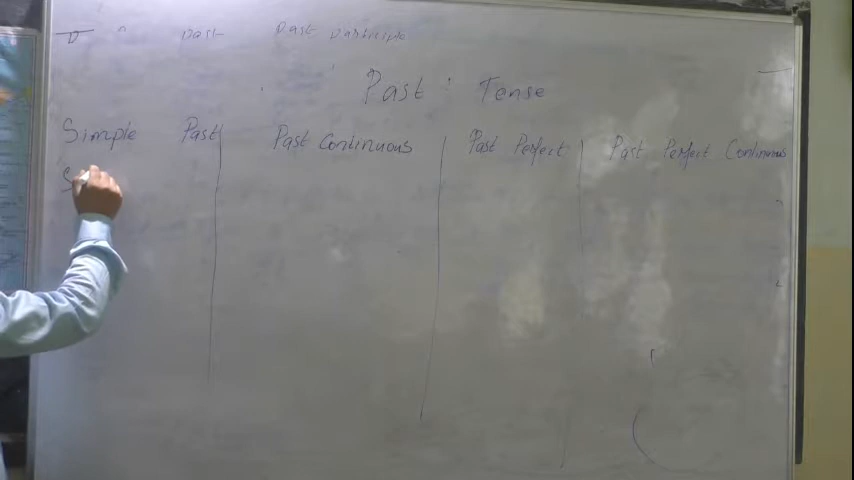 past Past participle
Past : Tense
Simple Past Past Continuous Past Perfect Past Perfect Continuous
S